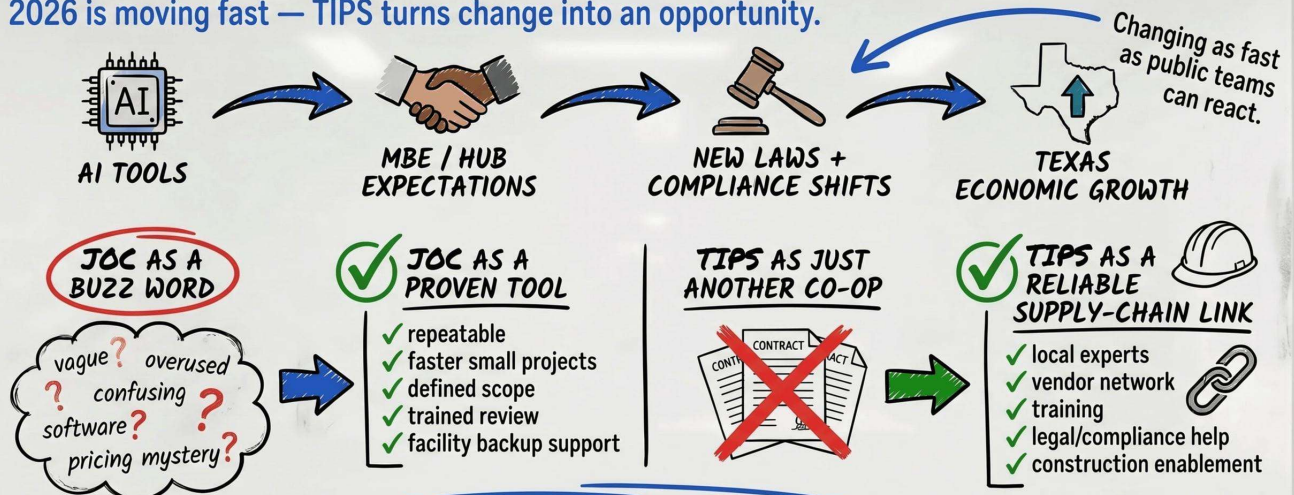 2026 is moving fast — TIPS turns change into an opportunity.
Changing as fast
as public teams
can react.
AI
AI TOOLS
MBE / HUB
EXPECTATIONS
NEW LAWS +
COMPLIANCE SHIFTS
TEXAS
ECONOMIC GROWTH
JOC AS A
BUZZ WORD
vague? overused
? confusing
software? ?
pricing mystery?
JOC AS A
PROVEN TOOL
✓ repeatable
✓ faster small projects
✓ defined scope
✓ trained review
✓ facility backup support
TIPS AS JUST
ANOTHER CO-OP
CONTRACT
TIPS AS A
RELIABLE
SUPPLY-CHAIN LINK
✓ local experts
✓ vendor network
✓ training
✓ legal/compliance help
✓ construction enablement